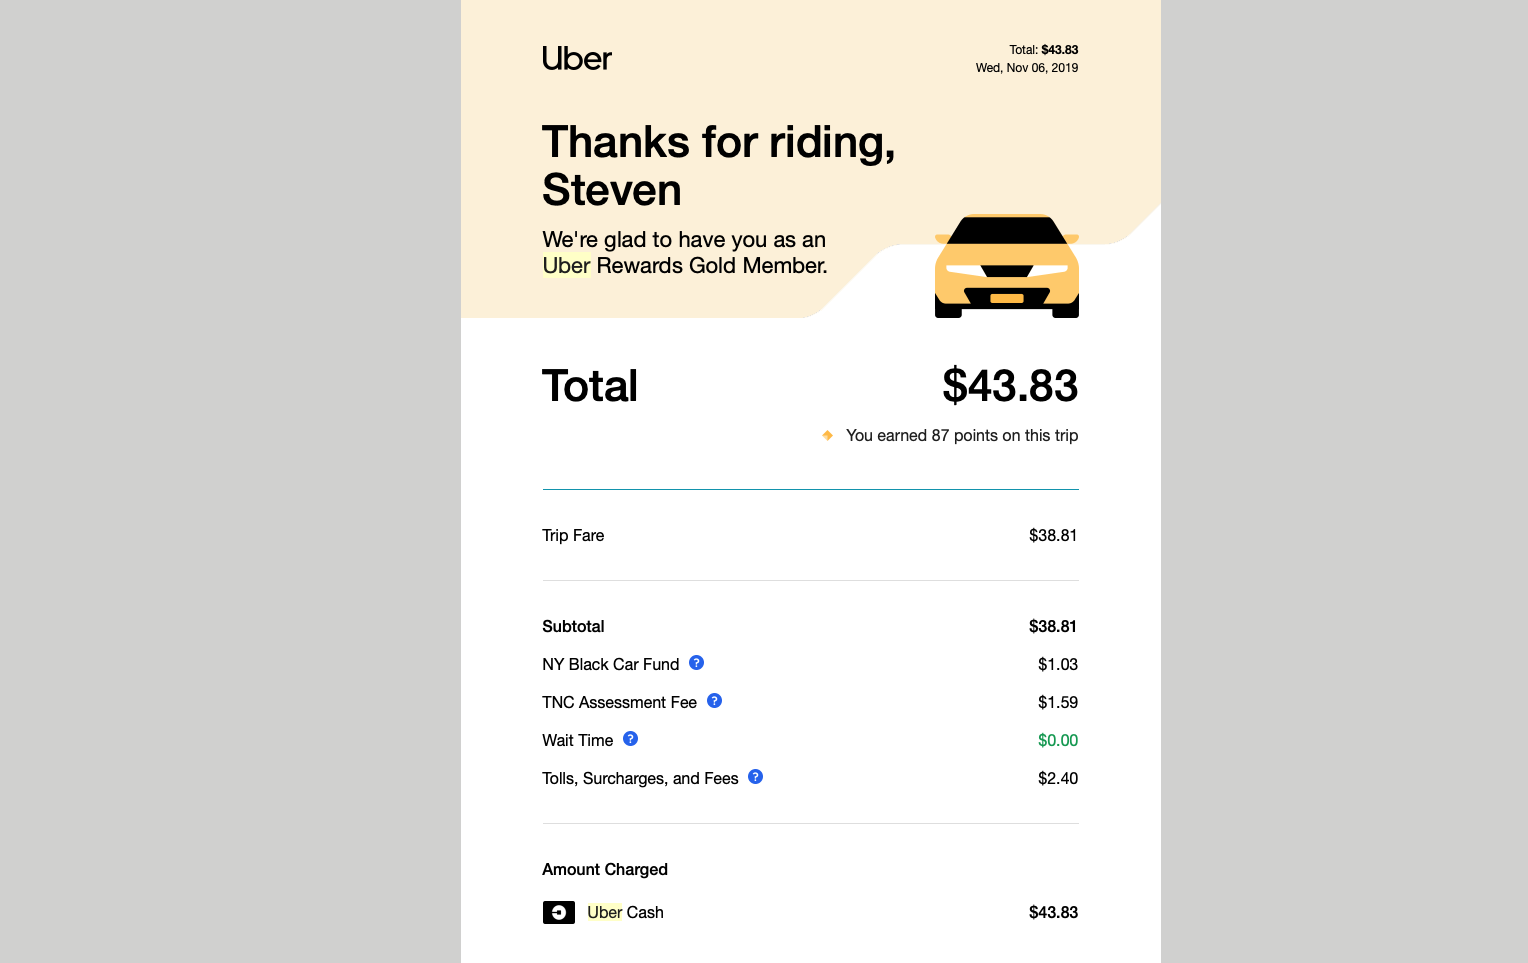 Uber
Total: $43.83
Wed, Nov 06, 2019
Thanks for riding,
Steven
We're glad to have you as an
Uber Rewards Gold Member.
Total $43.83
You earned 87 points on this trip
Trip Fare $38.81
Subtotal $38.81
NY Black Car Fund ? $1.03
TNC Assessment Fee ? $1.59
Wait Time ? $0.00
Tolls, Surcharges, and Fees ? $2.40
Amount Charged
Uber Cash $43.83